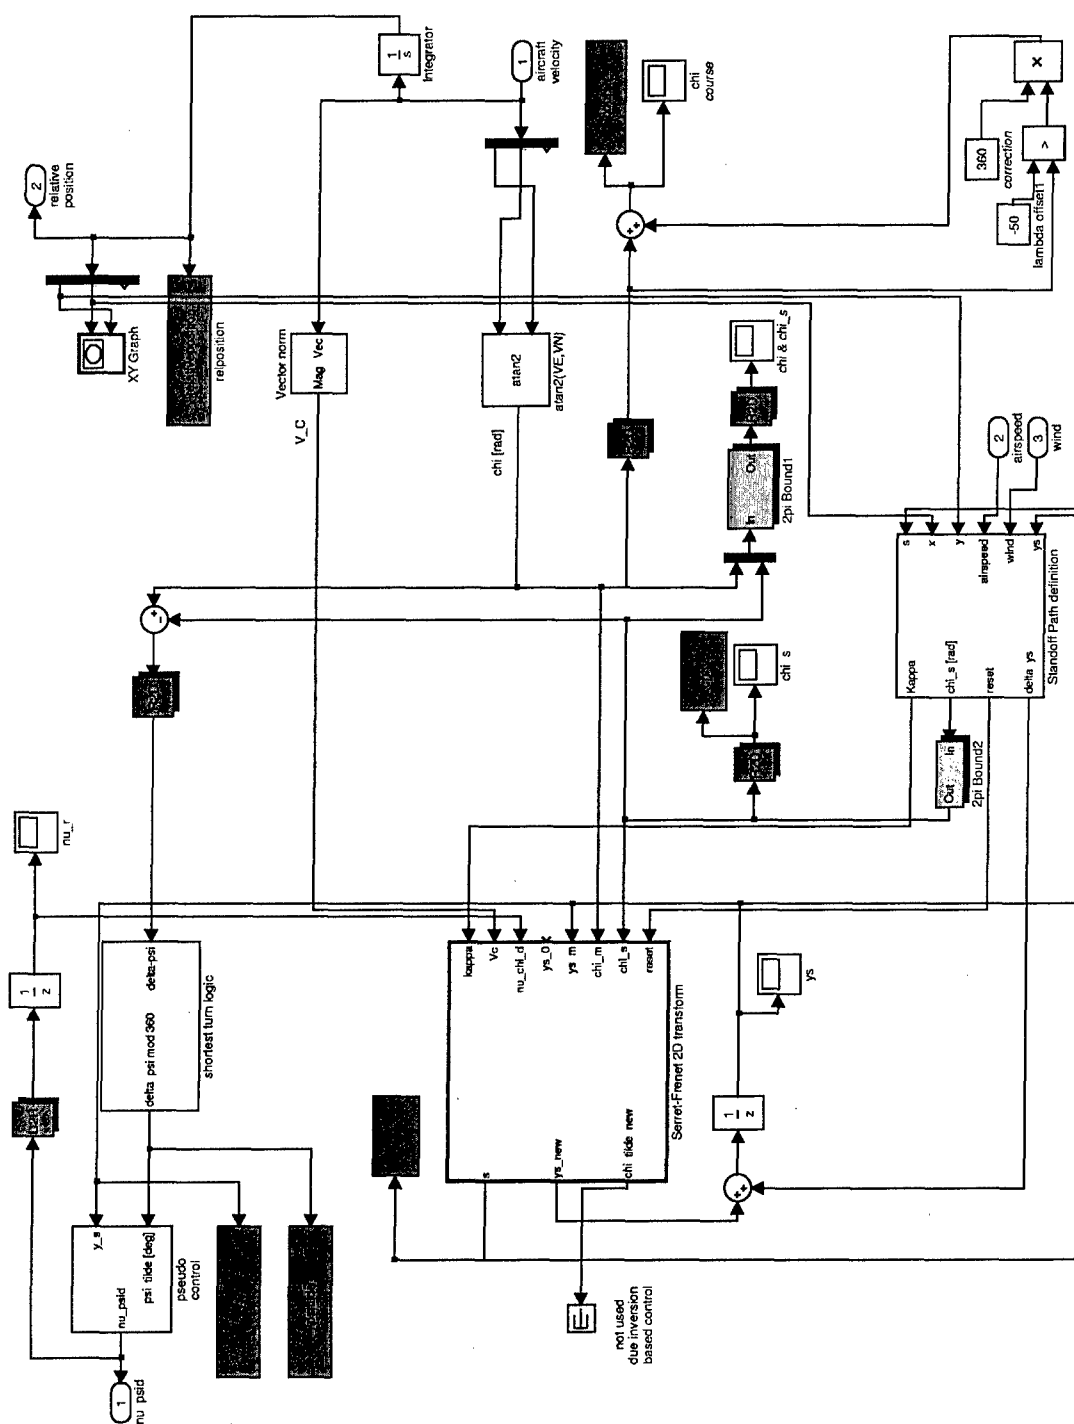 1
s
Integrator
1
aircraft
velocity
2
relative
position
XY Graph
relposition
Vector norm
Mag Vec
V_C
atan2
atan2(VE,VN)
chi [rad]
chi
course
360
correction
-50
lambda offset1
>
×
+
+
chi & chi_s
In
Out
2pi Bound1
2
airspeed
3
wind
s
x
y
airspeed
wind
ys
Kappa
chi_s [rad]
reset
delta ys
Standoff Path definition
In
Out
2pi Bound2
chi s
-
+
nu_r
1
z
delta-psi
delta psi mod 360
shortest turn logic
y_s
psi tilde [deg]
nu_psid
pseudo
control
1
nu psid
kappa
Vc
nu_chi_d
ys_0
ys_m
chi_m
chi_s
reset
s
ys_new
chi tilde new
Serret-Frenet 2D transform
ys
1
z
+
+
not used
due inversion
based control